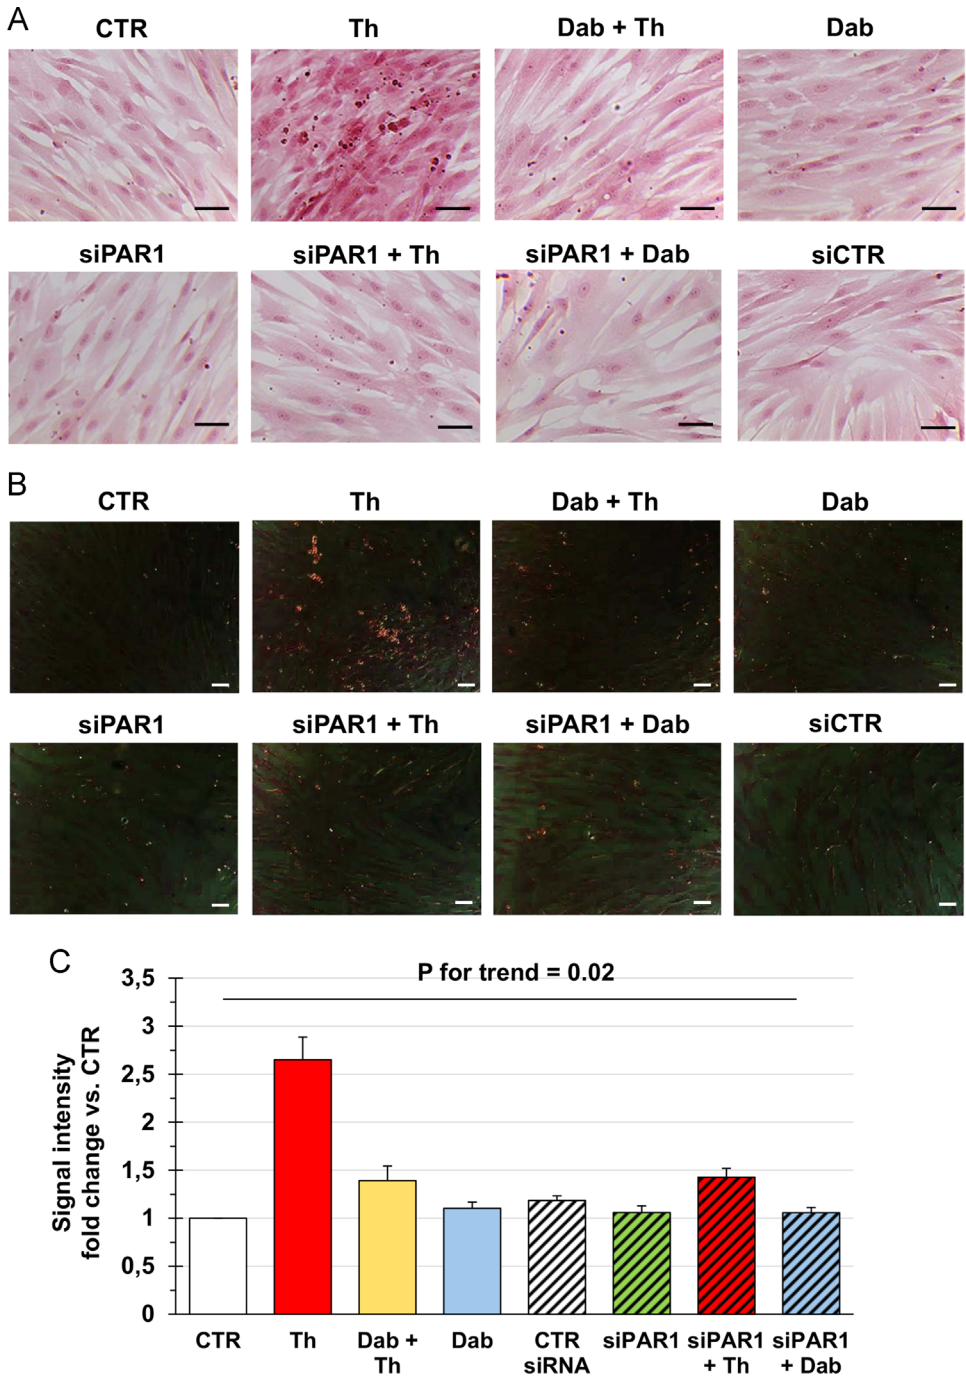 A
CTR
Th
Dab + Th
Dab
siPAR1
siPAR1 + Th
siPAR1 + Dab
siCTR
B
CTR
Th
Dab + Th
Dab
siPAR1
siPAR1 + Th
siPAR1 + Dab
siCTR
C
P for trend = 0.02
Signal intensity
fold change vs. CTR
3,5
3
2,5
2
1,5
1
0,5
0
CTR
Th
Dab +
Th
Dab
CTR
siRNA
siPAR1
siPAR1
+ Th
siPAR1
+ Dab